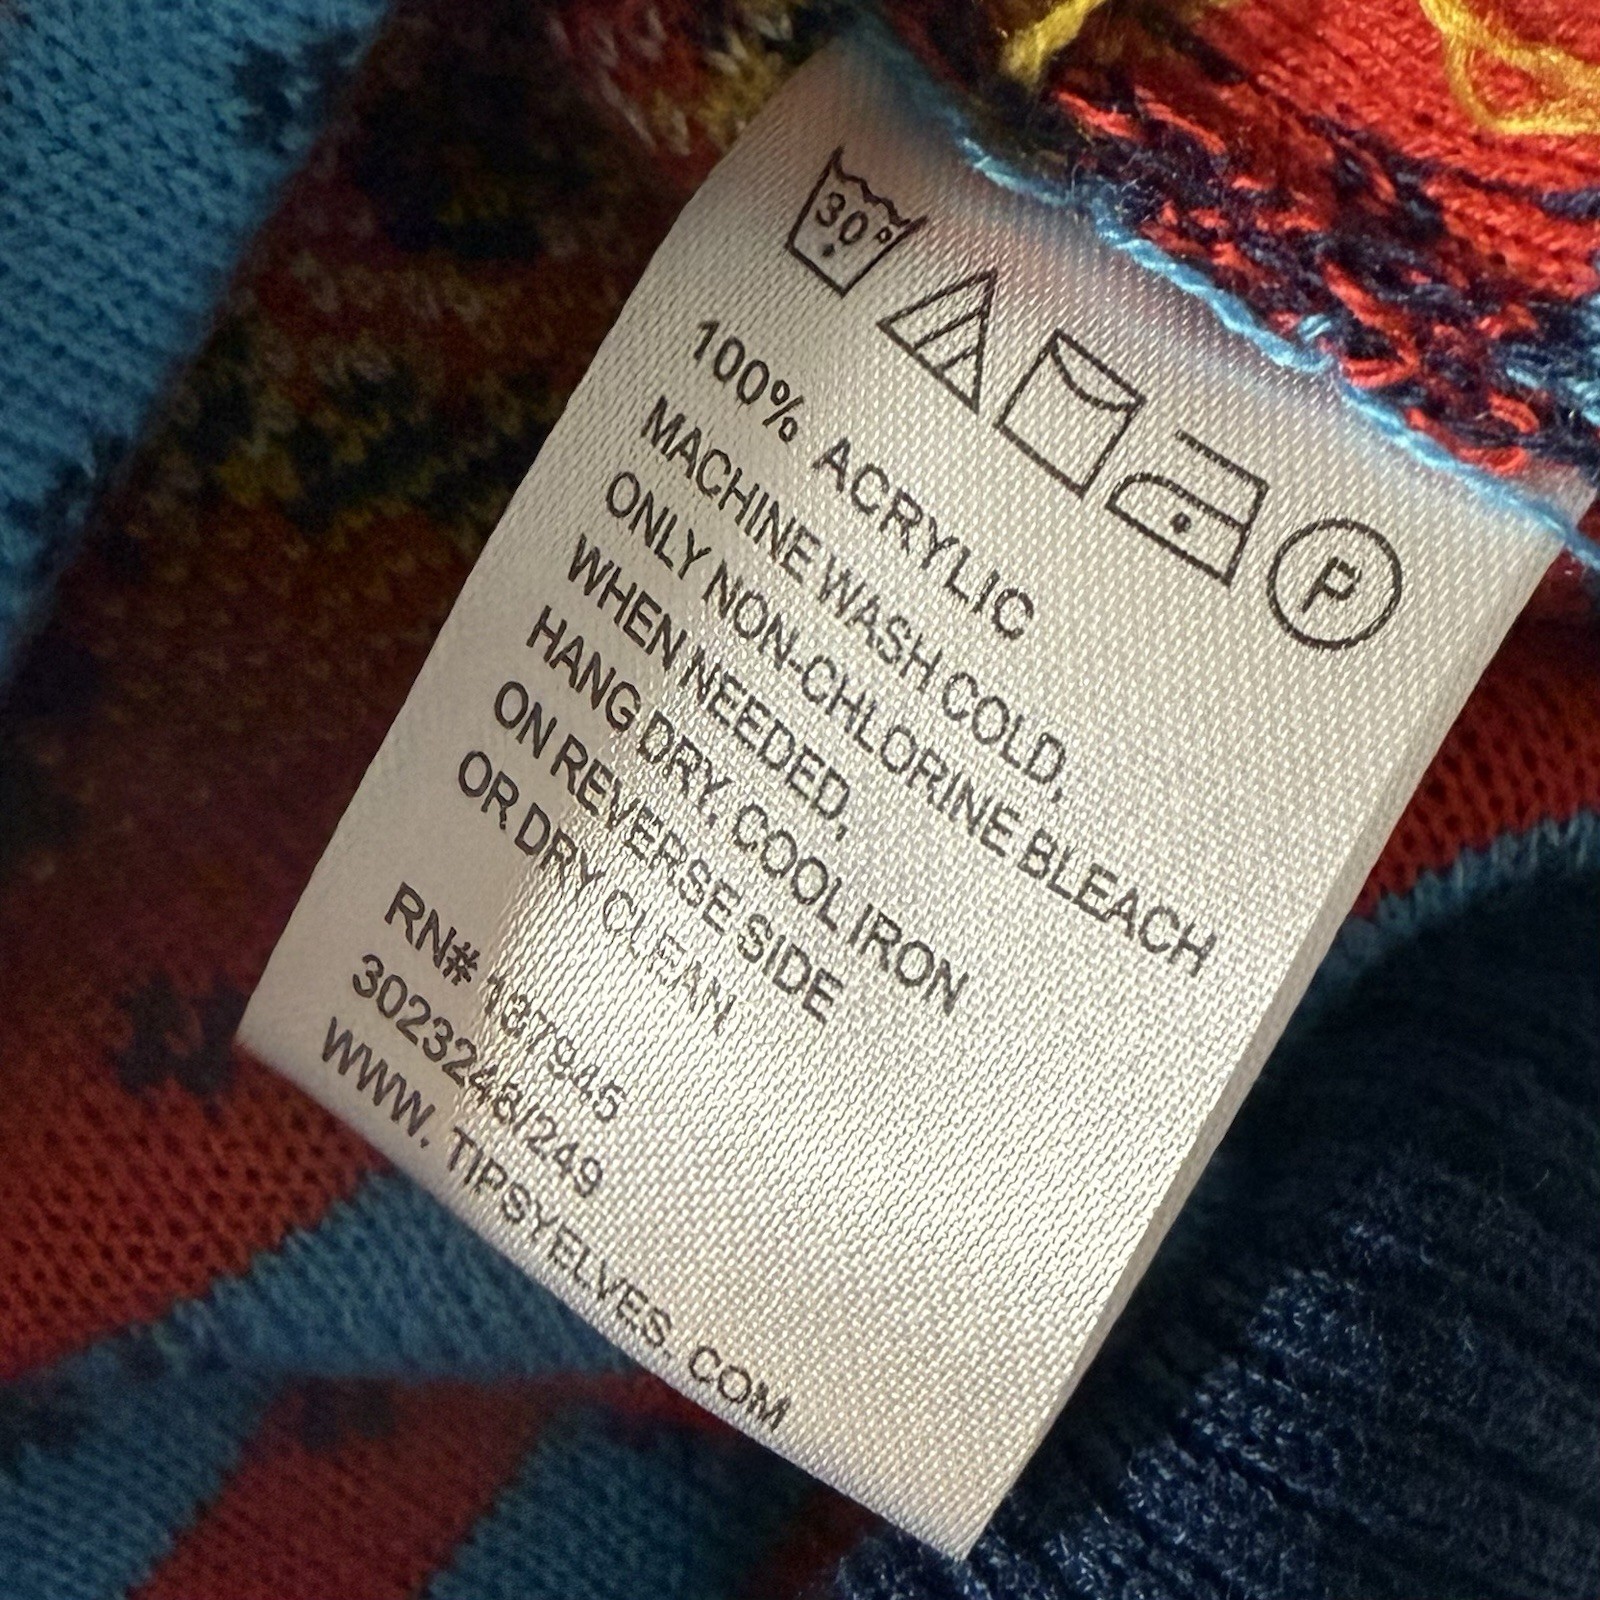 30°
P
100% ACRYLIC
MACHINE WASH COLD,
ONLY NON-CHLORINE BLEACH
WHEN NEEDED,
HANG DRY, COOL IRON
ON REVERSE SIDE
OR DRY CLEAN
RN# 137945
3023248/249
WWW. TIPSYELVES. COM